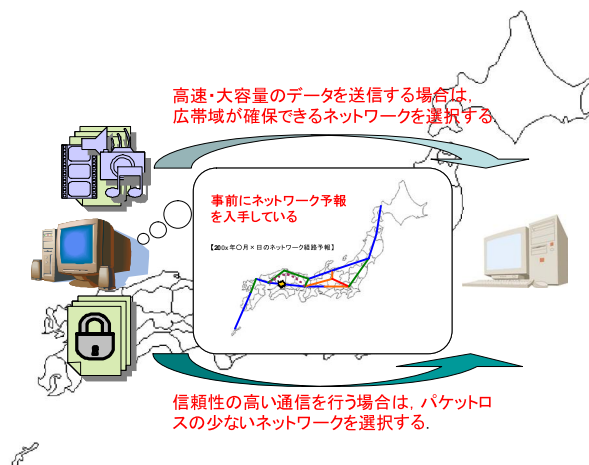 高速・大容量のデータを送信する場合は,
広帯域が確保できるネットワークを選択する.
事前にネットワーク予報
を入手している
【200x年○月×日のネットワーク経路予報】
信頼性の高い通信を行う場合は, パケットロ
スの少ないネットワークを選択する.